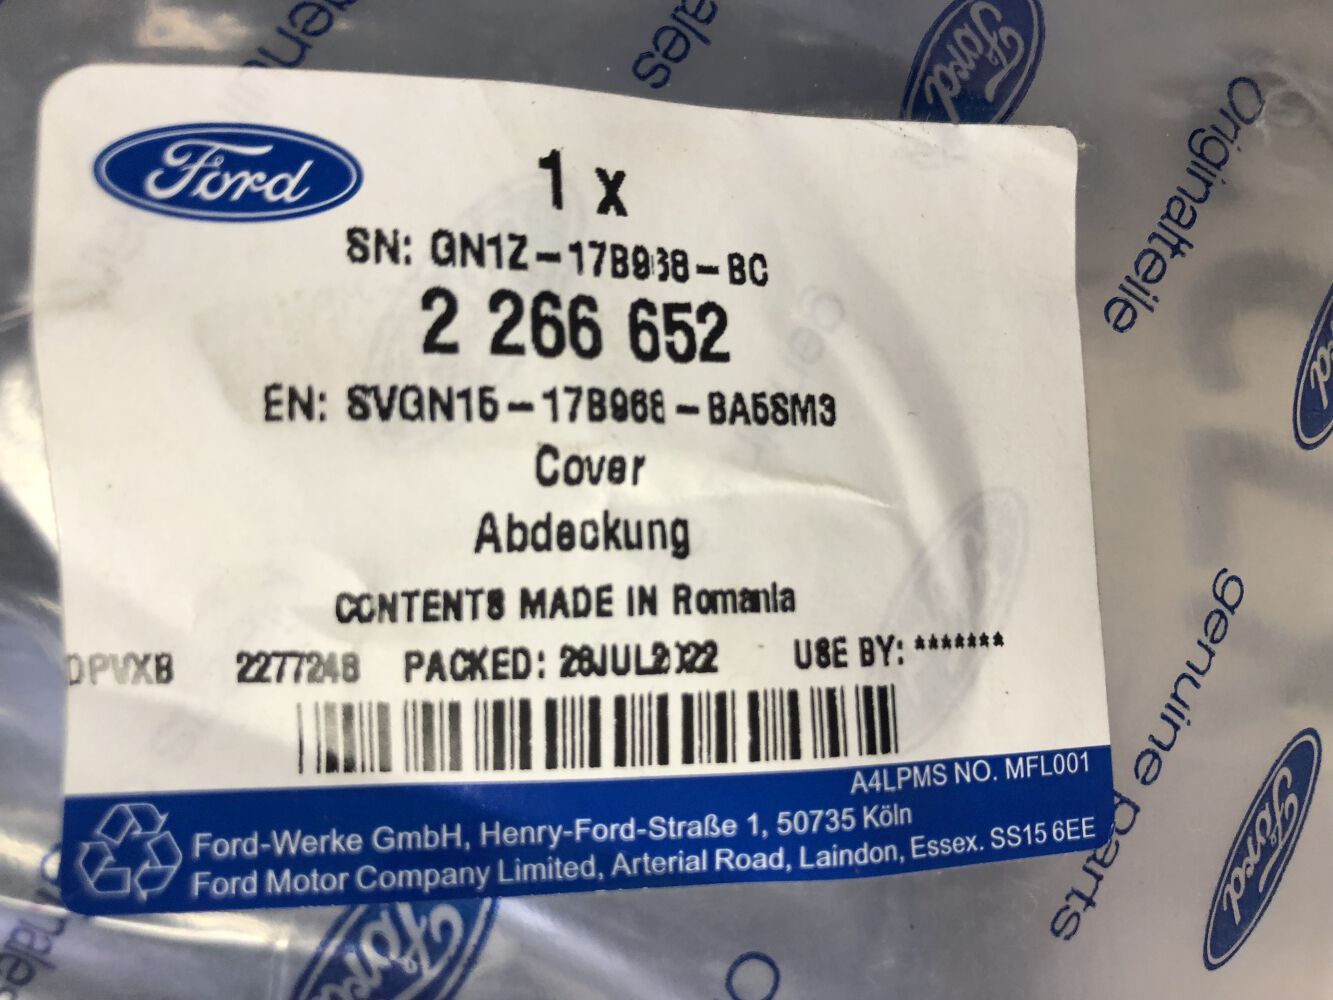 Ford
1 x
SN: GN1Z-17B968-BC
2 266 652
EN: SVGN15-17B968-BA5SM3
Cover
Abdeckung
CONTENTS MADE IN Romania
DPVXB 2277248 PACKED: 28JUL2022 USE BY: *******
A4LPMS NO. MFL001
Ford-Werke GmbH, Henry-Ford-Straße 1, 50735 Köln
Ford Motor Company Limited, Arterial Road, Laindon, Essex. SS15 6EE
Ford
Originalteile
Ford
genuine parts
Ford
Ford